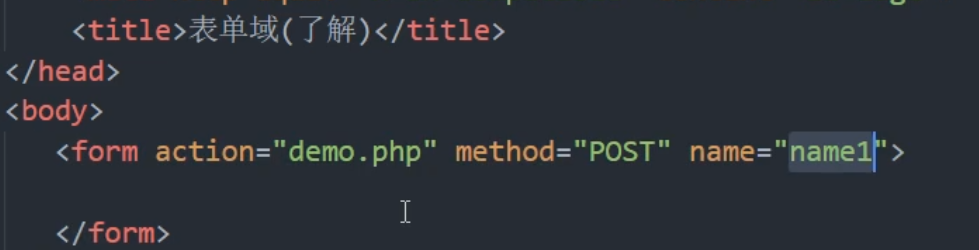 <title>表单域(了解)</title>
</head>
<body>
<form action="demo.php" method="POST" name="name1">
</form>